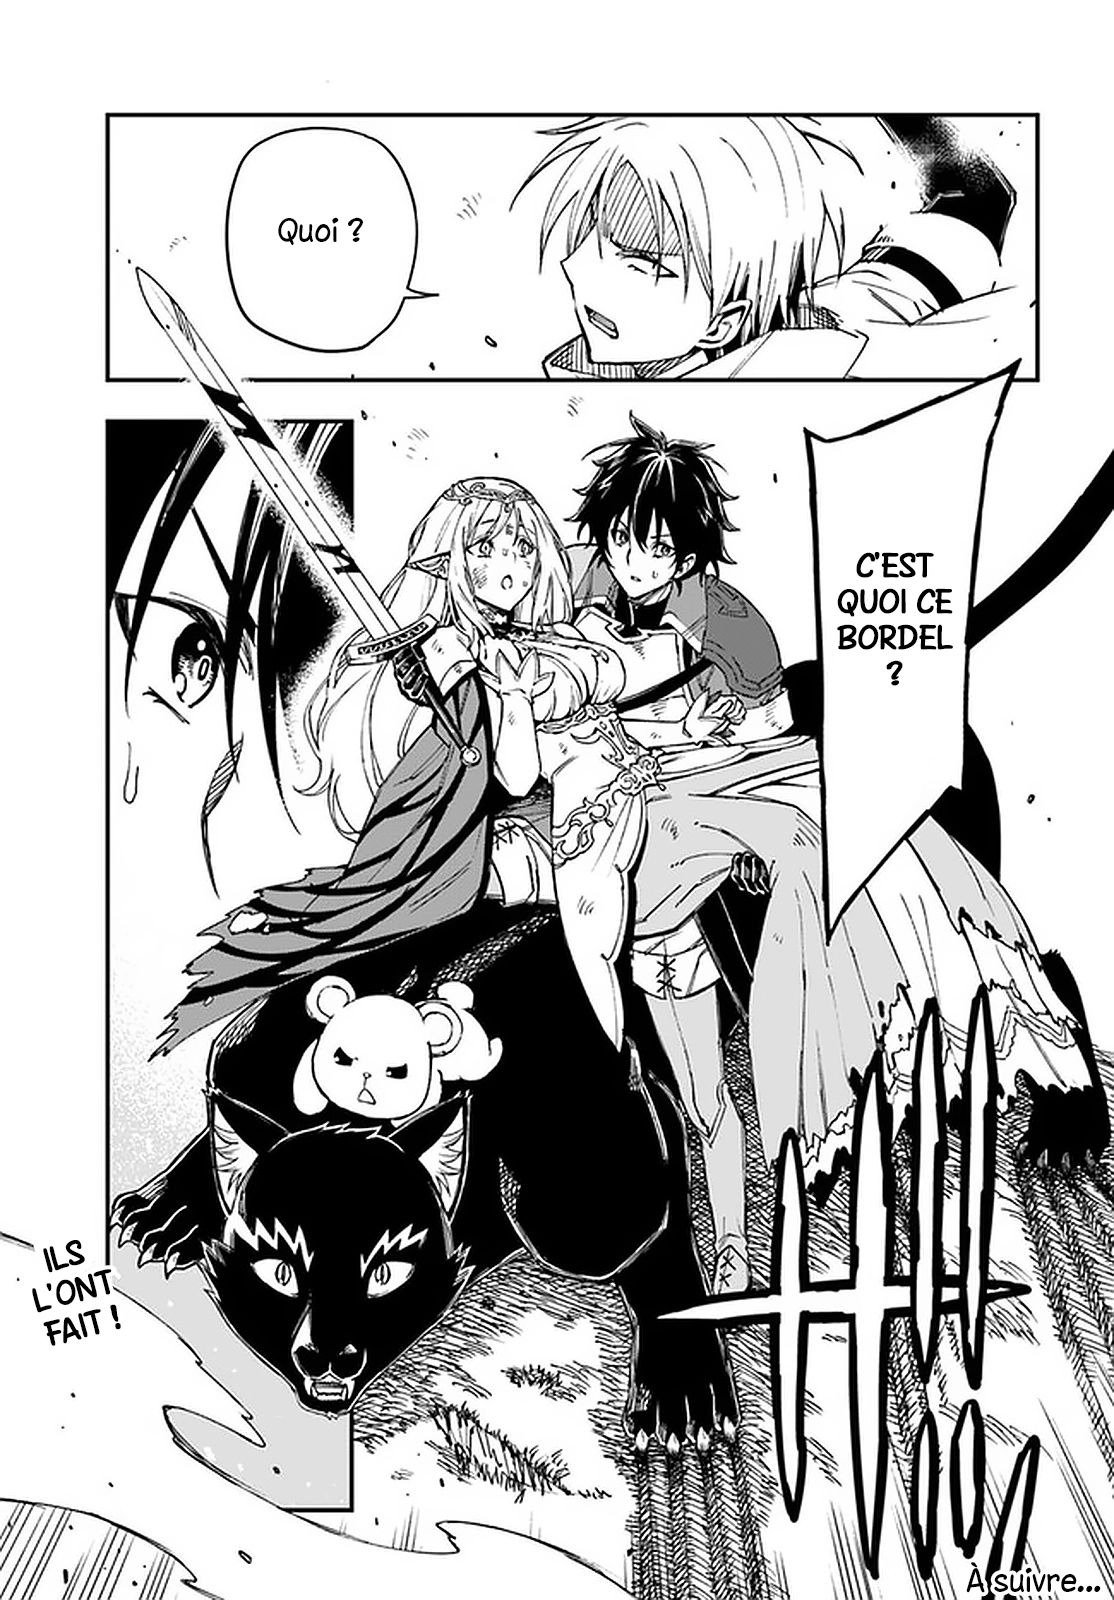 Quoi ?
C'EST
QUOI CE
BORDEL
?
ILS
L'ONT
FAIT !
À suivre...